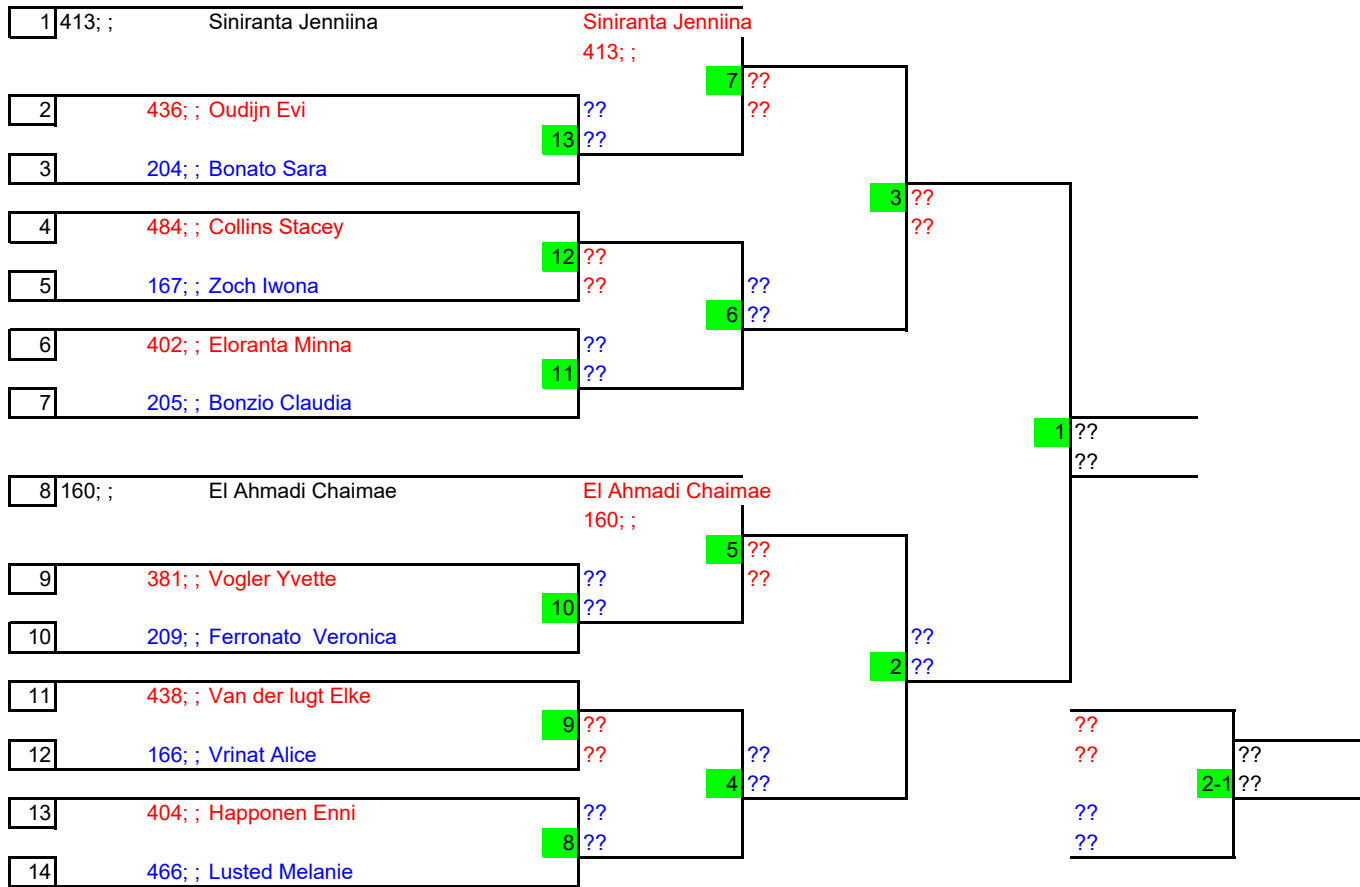 1 413; ; Siniranta Jenniina Siniranta Jenniina
413; ;
7 ??
2 436; ; Oudijn Evi ?? ??
13 ??
3 204; ; Bonato Sara
3 ??
4 484; ; Collins Stacey ??
12 ??
5 167; ; Zoch Iwona ?? ??
6 ??
6 402; ; Eloranta Minna ??
11 ??
7 205; ; Bonzio Claudia
1 ??
??
8 160; ; El Ahmadi Chaimae El Ahmadi Chaimae
160; ;
5 ??
9 381; ; Vogler Yvette ?? ??
10 ??
10 209; ; Ferronato Veronica ??
2 ??
11 438; ; Van der lugt Elke
9 ?? ??
12 166; ; Vrinat Alice ?? ?? ?? ??
4 ?? 2-1 ??
13 404; ; Happonen Enni ?? ??
8 ?? ??
14 466; ; Lusted Melanie